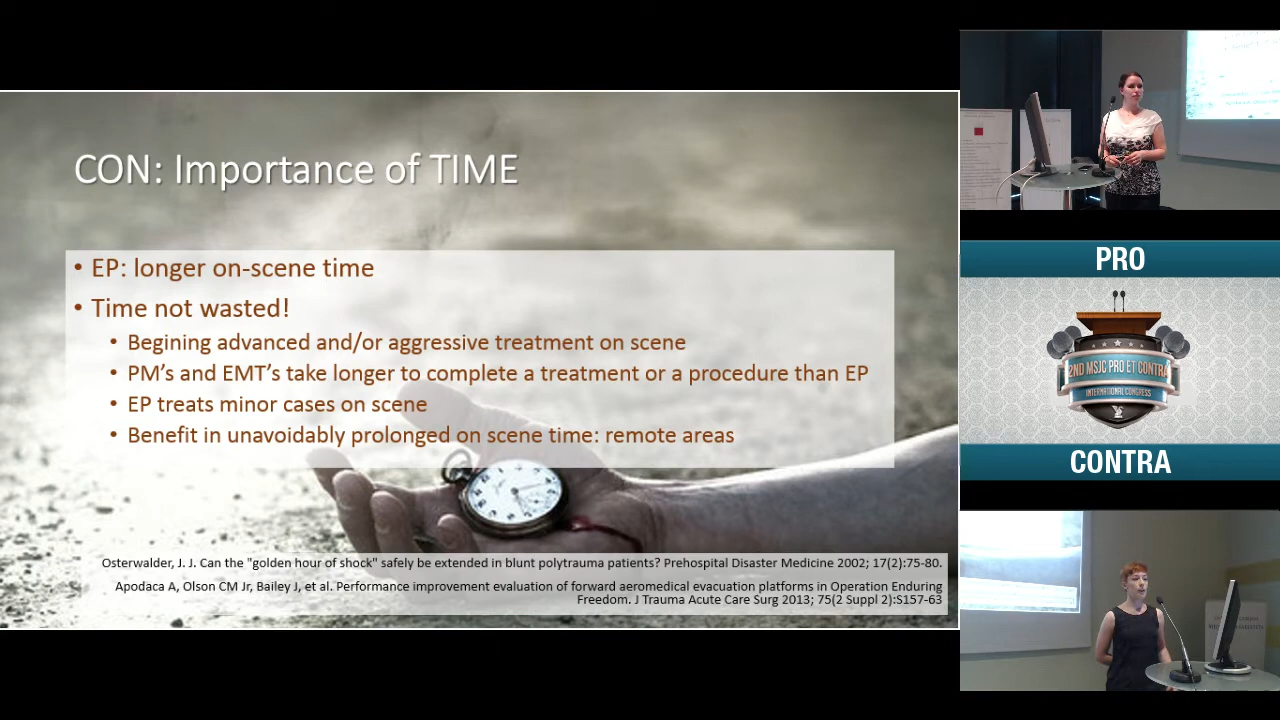 CON: Importance of TIME
• EP: longer on-scene time
• Time not wasted!
• Begining advanced and/or aggressive treatment on scene
• PM's and EMT's take longer to complete a treatment or a procedure than EP
• EP treats minor cases on scene
• Benefit in unavoidably prolonged on scene time: remote areas
Osterwalder, J. J. Can the "golden hour of shock" safely be extended in blunt polytrauma patients? Prehospital Disaster Medicine 2002; 17(2):75-80.
Apodaca A, Olson CM Jr, Bailey J, et al. Performance improvement evaluation of forward aeromedical evacuation platforms in Operation Enduring
Freedom. J Trauma Acute Care Surg 2013; 75(2 Suppl 2):S157-63
PRO
2ND MSJC PRO ET CONTRA
INTERNATIONAL CONGRESS
CONTRA